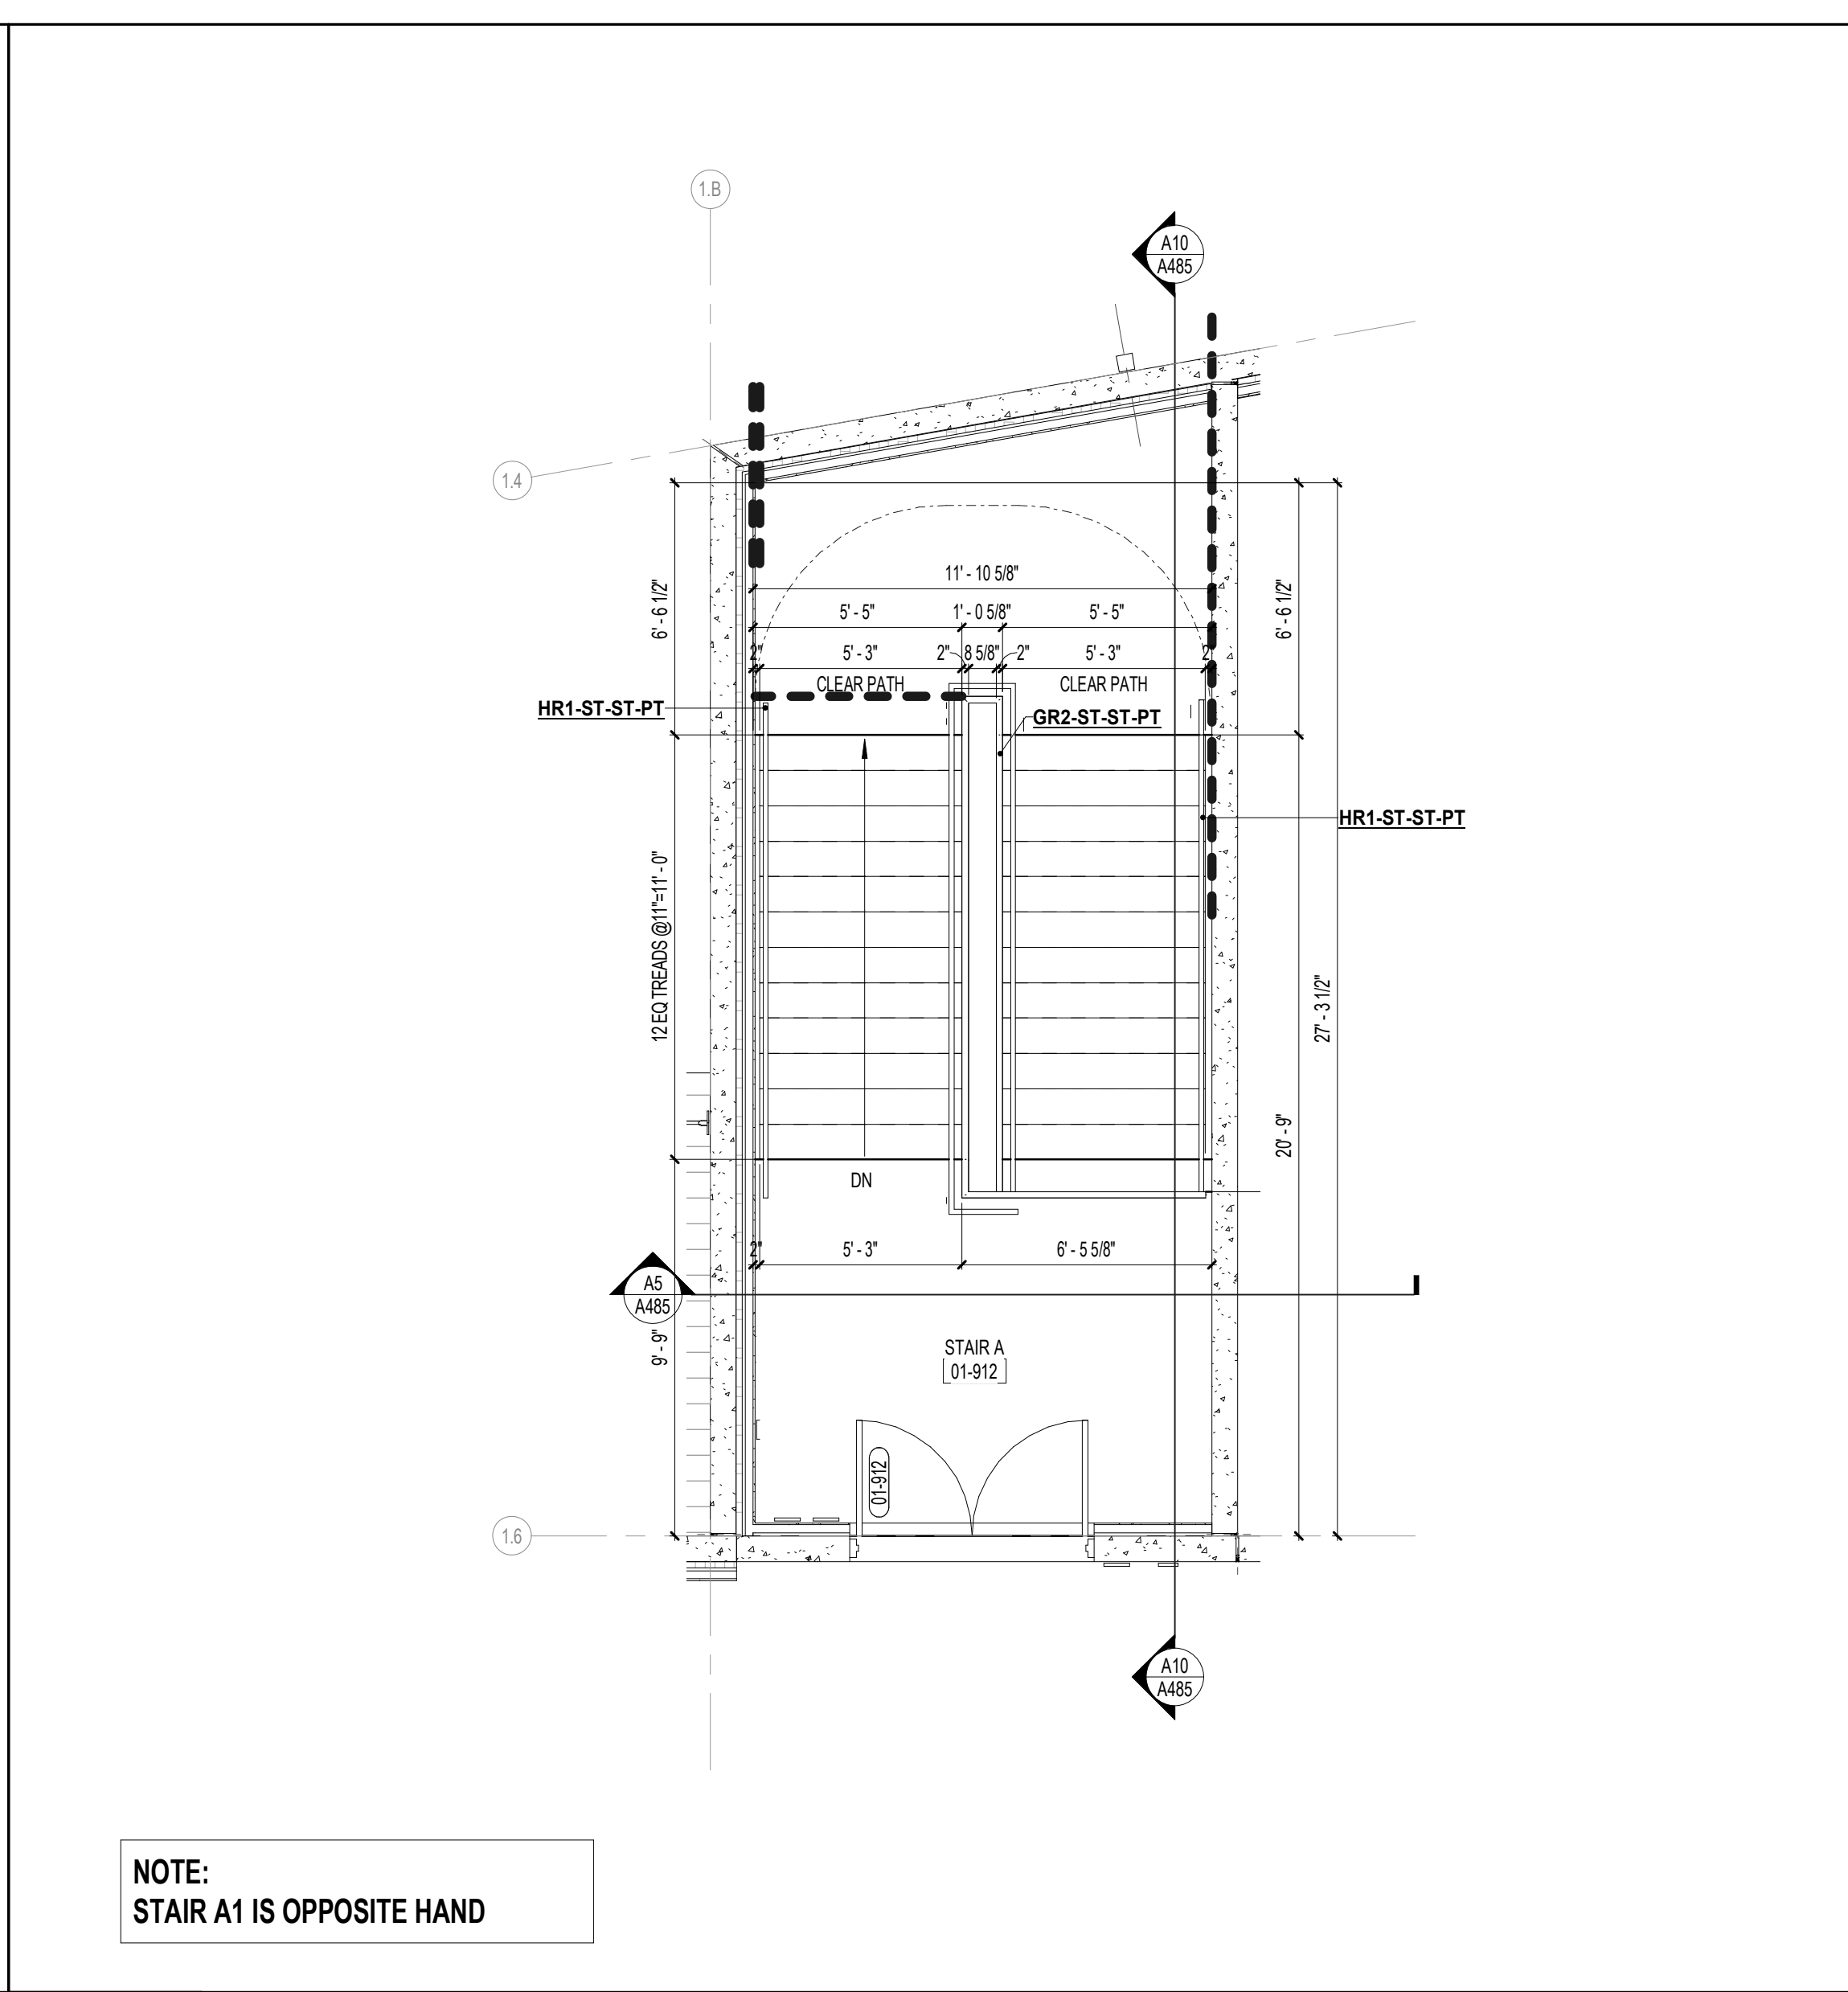 1.B
A10
A485
1.4
6' - 6 1/2"
11' - 10 5/8"
6' - 6 1/2"
5' - 5"
1' - 0 5/8"
5' - 5"
2"
5' - 3"
2"
8 5/8"
2"
5' - 3"
2"
CLEAR PATH
CLEAR PATH
HR1-ST-ST-PT
GR2-ST-ST-PT
HR1-ST-ST-PT
12 EQ TREADS @11"=11' - 0"
27' - 3 1/2"
20' - 9"
DN
2"
5' - 3"
6' - 5 5/8"
A5
A485
9' - 9"
STAIR A
01-912
01-912
1.6
A10
A485
NOTE:
STAIR A1 IS OPPOSITE HAND